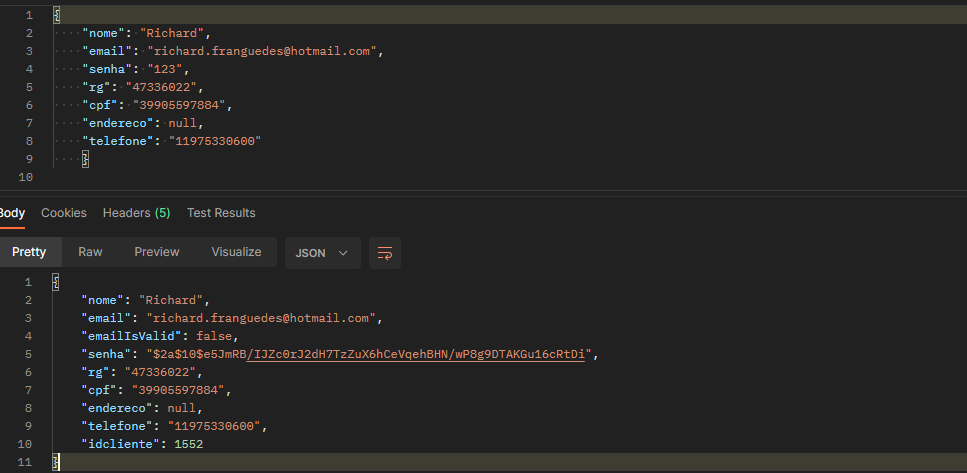 1 {
2 ···· "nome":·"Richard",
3 ···· "email":·"richard.franguedes@hotmail.com",
4 ···· "senha":·"123",
5 ···· "rg":·"47336022",
6 ···· "cpf":·"39905597884",
7 ···· "endereco":·null,
8 ···· "telefone":·"11975330600"
9 ···· }
10
Body Cookies Headers (5) Test Results
Pretty Raw Preview Visualize JSON
1 {
2 "nome": "Richard",
3 "email": "richard.franguedes@hotmail.com",
4 "emailIsValid": false,
5 "senha": "$2a$10$e5JmRB/IJZc0rJ2dH7TzZuX6hCeVqehBHN/wP8g9DTAKGu16cRtDi",
6 "rg": "47336022",
7 "cpf": "39905597884",
8 "endereco": null,
9 "telefone": "11975330600",
10 "idcliente": 1552
11 }